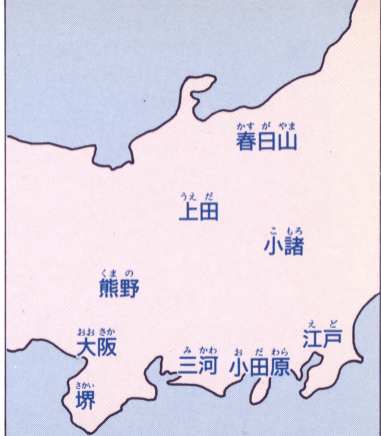 かすがやま
春日山
うえだ
上田
こもろ
小諸
くまの
熊野
おおさか
大阪
みかわ
三河
おだわら
小田原
えど
江戸
さかい
堺